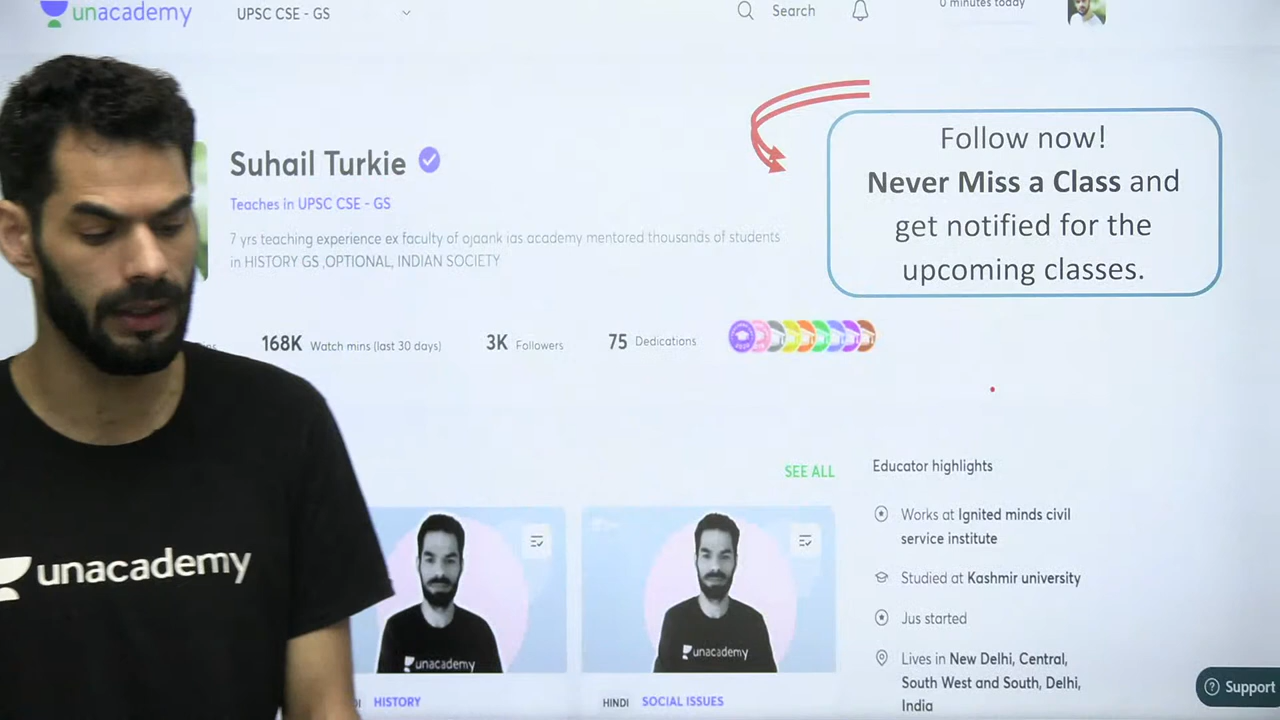 unacademy
UPSC CSE - GS
Search
0 minutes today
Follow now!
Never Miss a Class and
get notified for the
upcoming classes.
Suhail Turkie
Teaches in UPSC CSE - GS
7 yrs teaching experience ex faculty of ojaank ias academy mentored thousands of students
in HISTORY GS ,OPTIONAL, INDIAN SOCIETY
168K Watch mins (last 30 days)
3K Followers
75 Dedications
SEE ALL
Educator highlights
Works at Ignited minds civil
service institute
Studied at Kashmir university
Jus started
Lives in New Delhi, Central,
South West and South, Delhi,
India
unacademy
unacademy
unacademy
HISTORY
HINDI SOCIAL ISSUES
Support